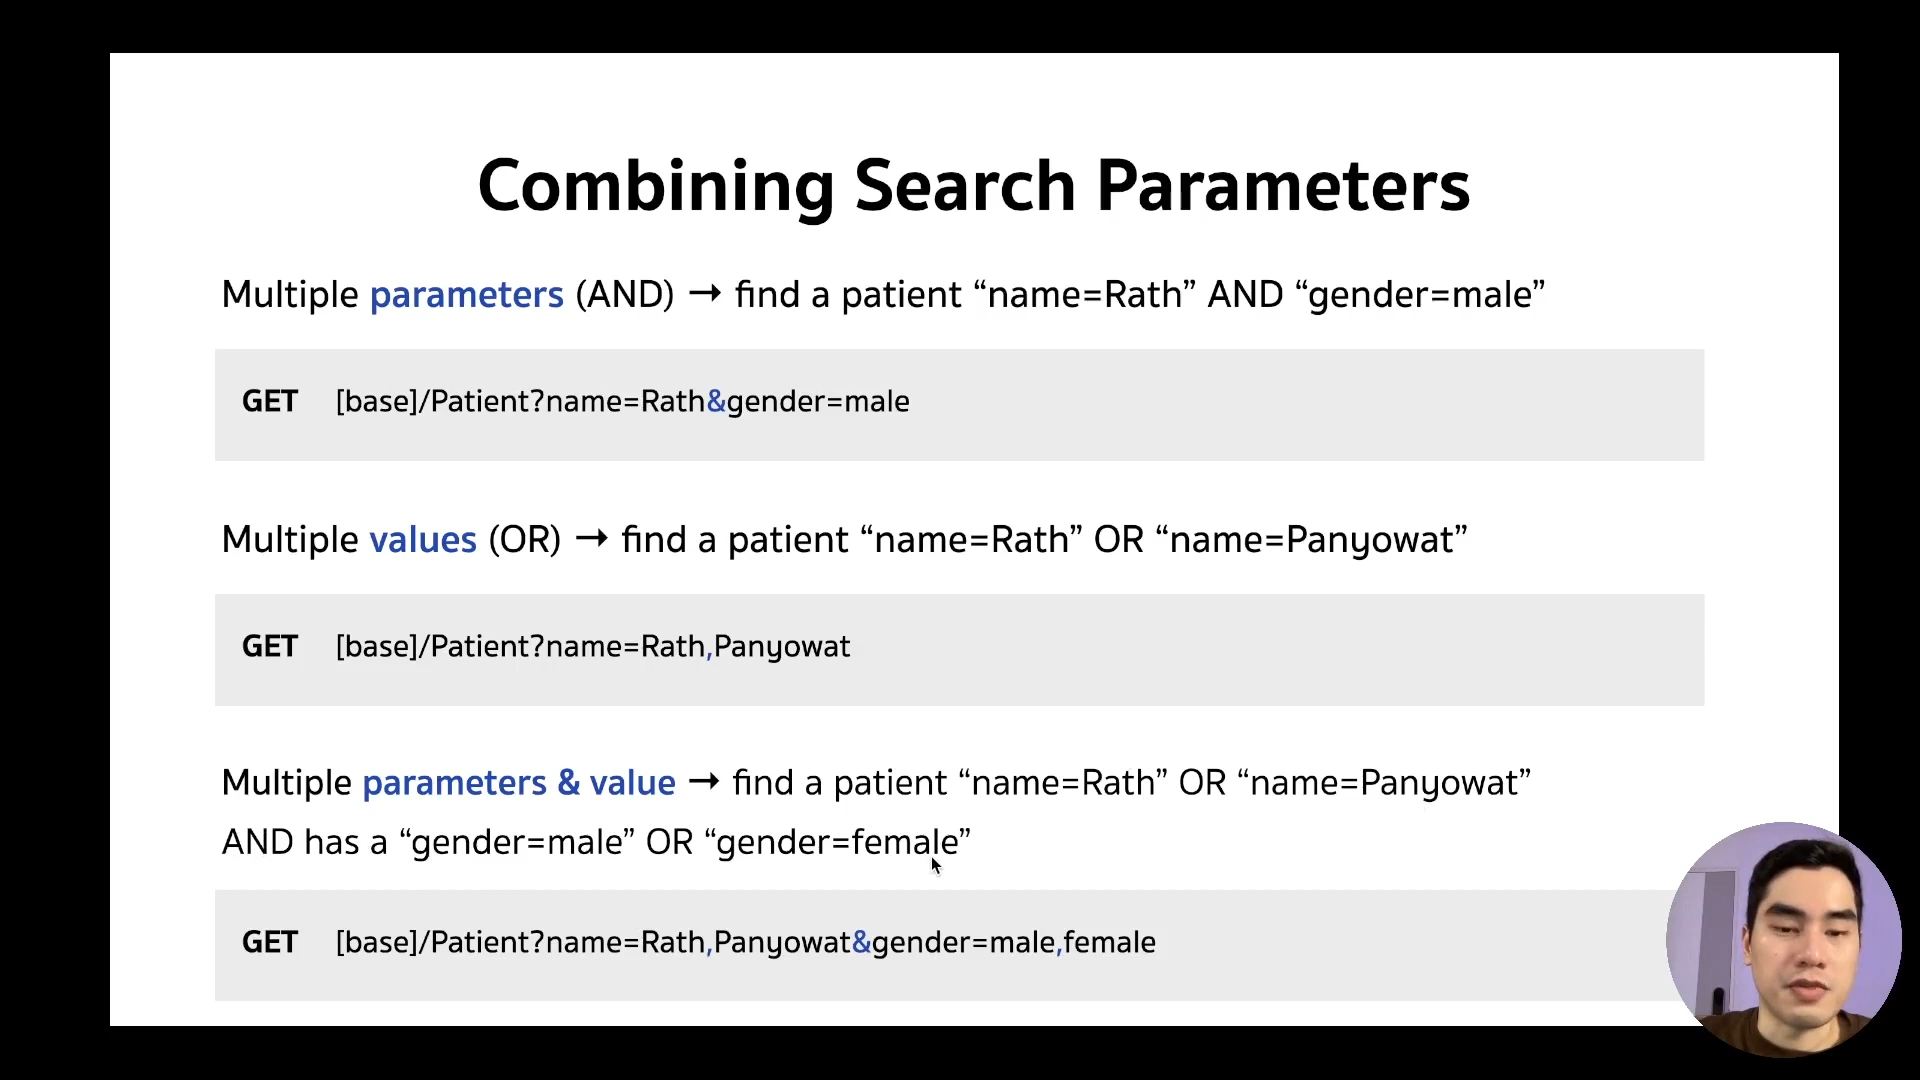 Combining Search Parameters
Multiple parameters (AND) → find a patient “name=Rath” AND “gender=male”
GET [base]/Patient?name=Rath&gender=male
Multiple values (OR) → find a patient “name=Rath” OR “name=Panyowat”
GET [base]/Patient?name=Rath,Panyowat
Multiple parameters & value → find a patient “name=Rath” OR “name=Panyowat”
AND has a “gender=male” OR “gender=female”
GET [base]/Patient?name=Rath,Panyowat&gender=male,female